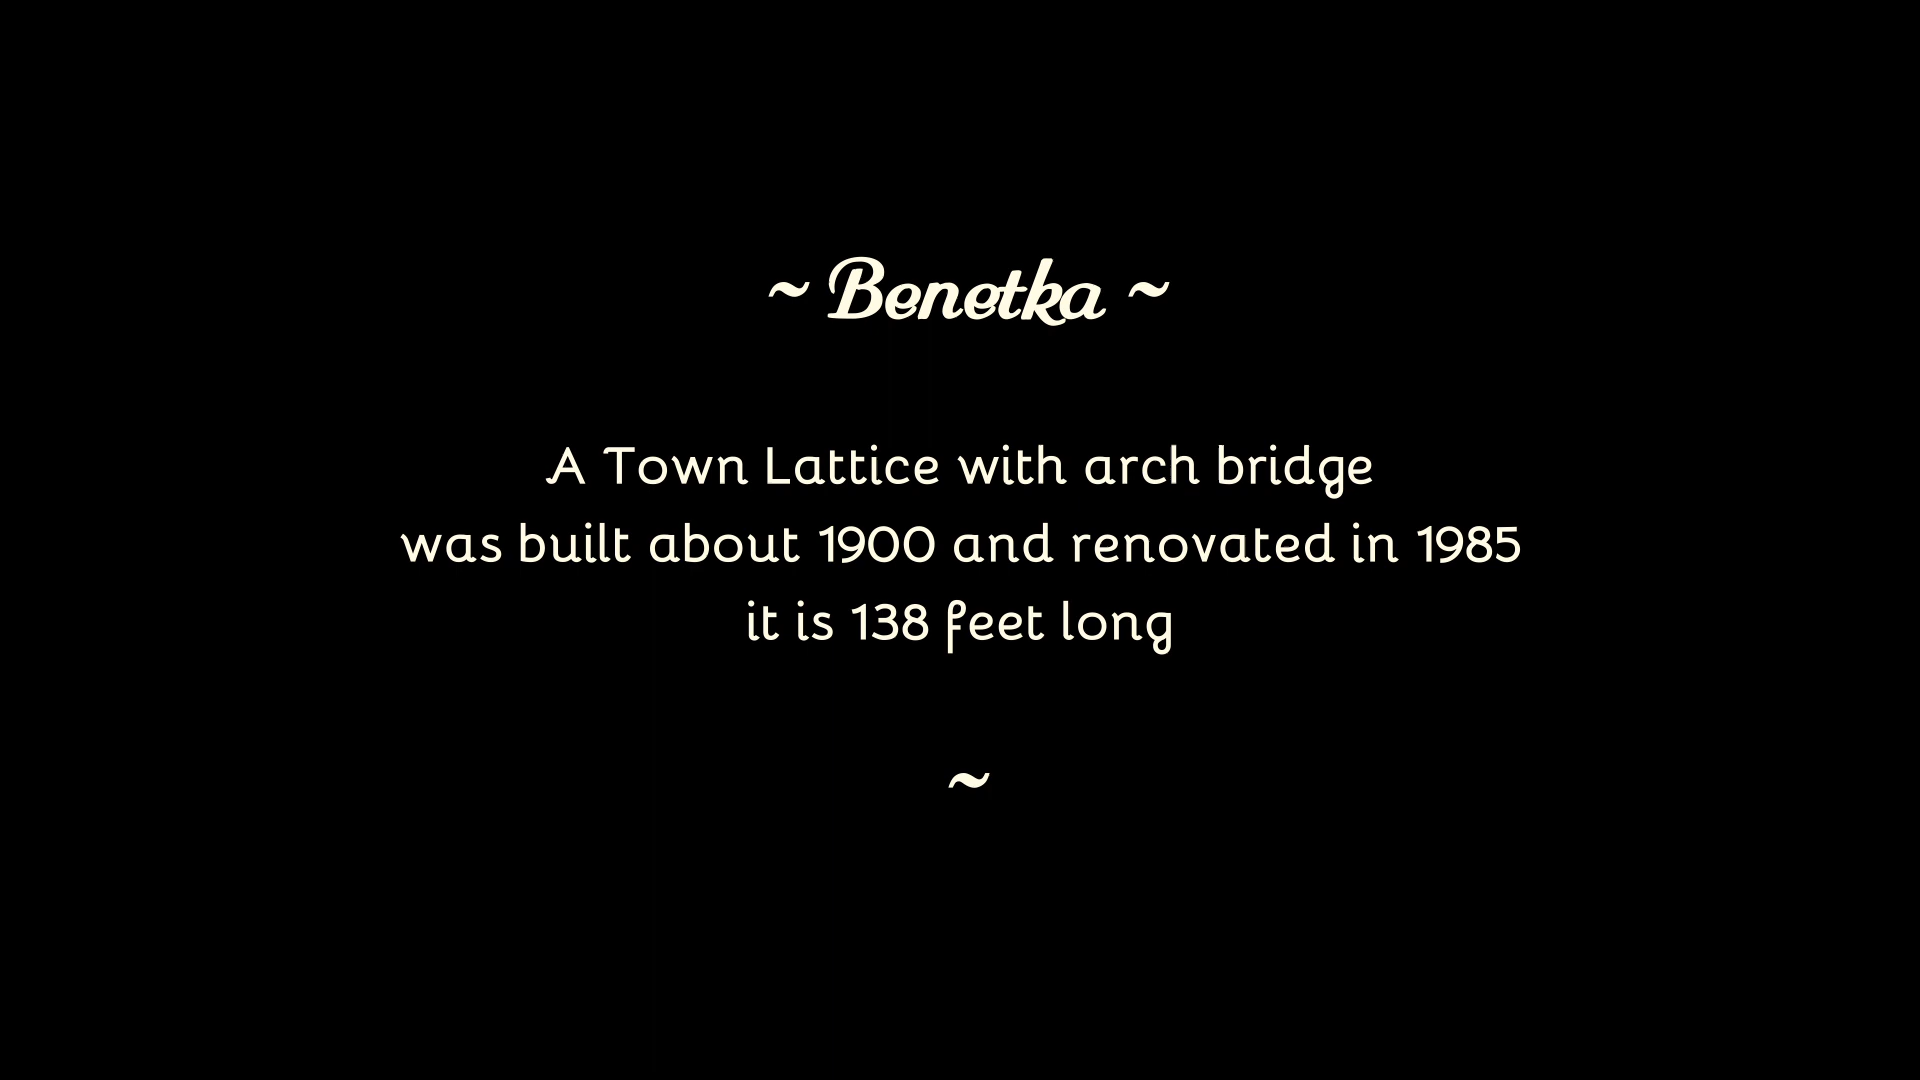 ~ Benetka ~
A Town Lattice with arch bridge
was built about 1900 and renovated in 1985
it is 138 feet long
~